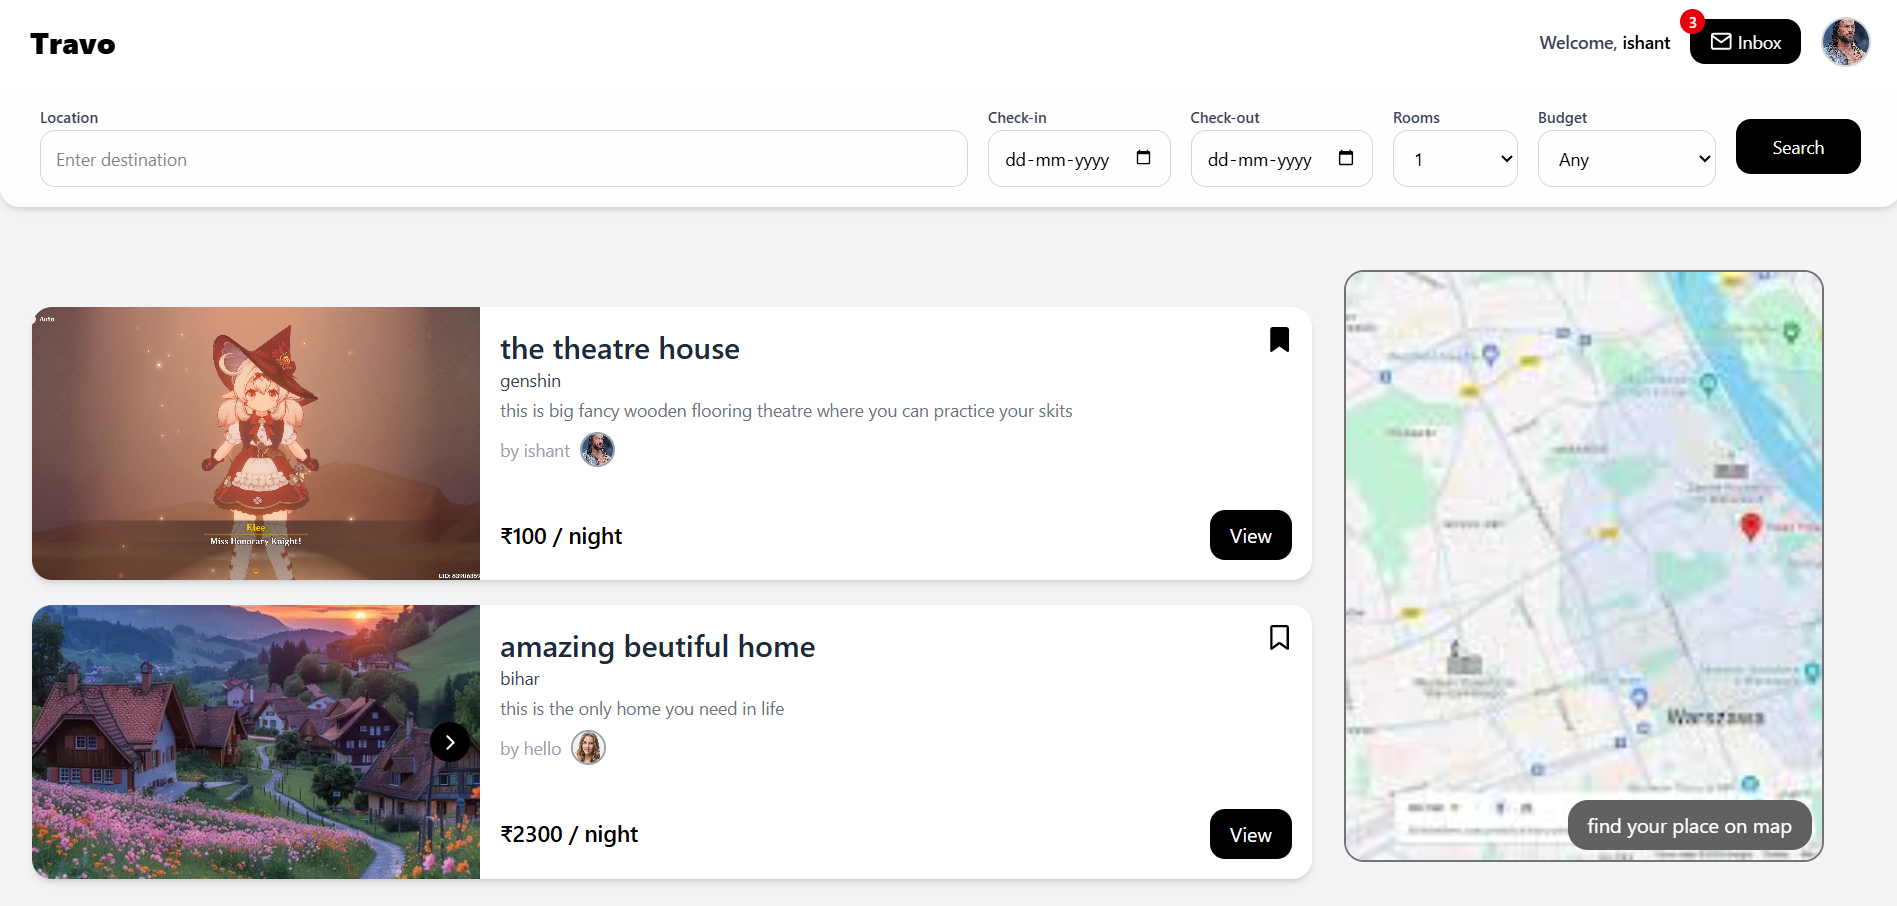 Travo
Welcome, ishant
3
Inbox
Location
Check-in
Check-out
Rooms
Budget
Enter destination
dd-mm-yyyy
dd-mm-yyyy
1
Any
Search
Auto
Klee
Miss Honorary Knight!
the theatre house
genshin
this is big fancy wooden flooring theatre where you can practice your skits
by ishant
₹100 / night
View
amazing beutiful home
bihar
this is the only home you need in life
by hello
₹2300 / night
View
Warszawa
find your place on map